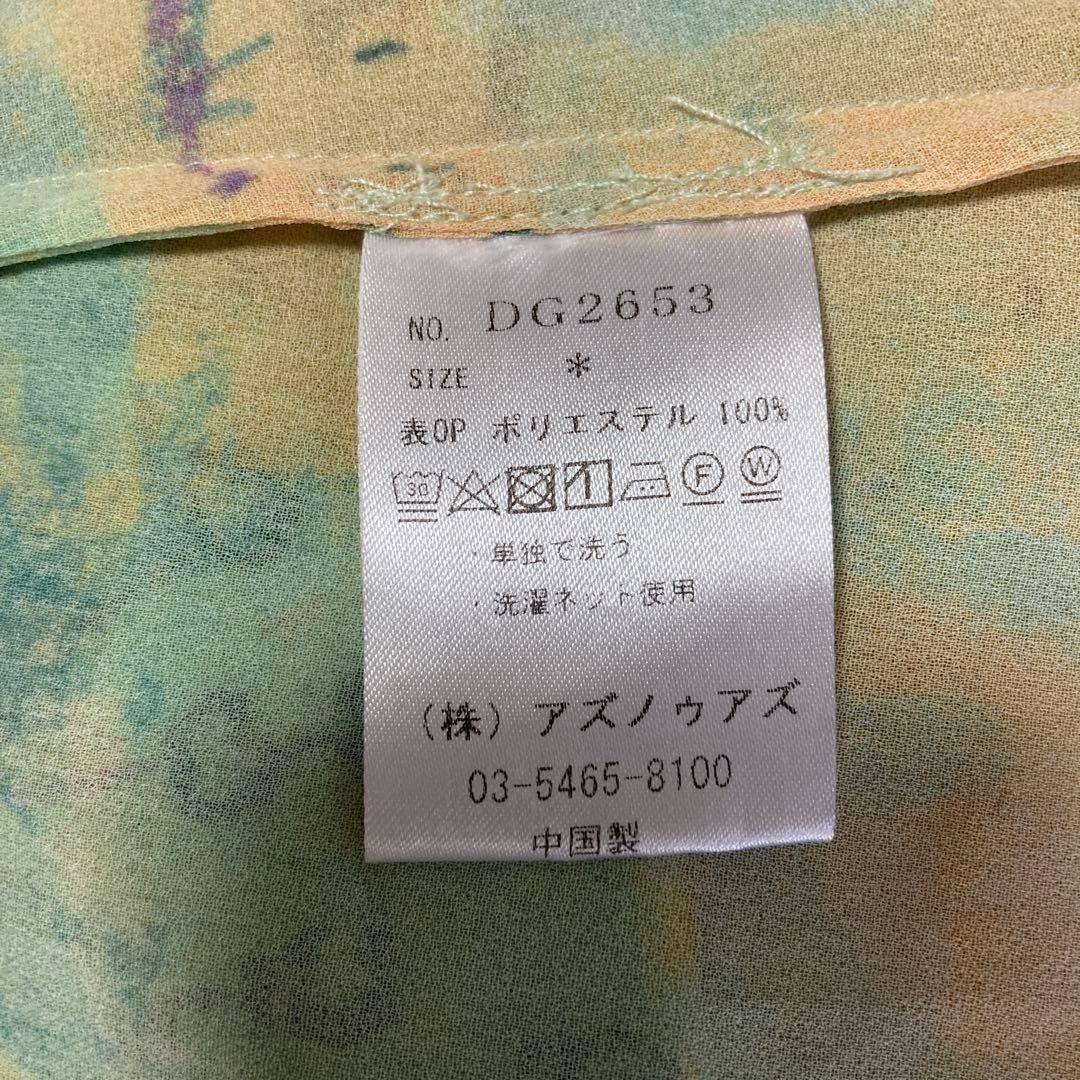 NO. DG2653
SIZE *
表OP ポリエステル 100%
30 F W
・単独で洗う
・洗濯ネット使用
(株) アズノゥアズ
03-5465-8100
中国製